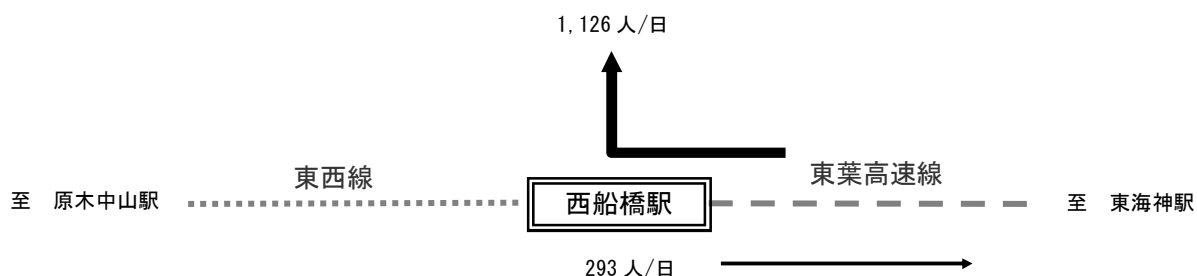 1,126 人/日
東西線
東葉高速線
至 原木中山駅
西船橋駅
至 東海神駅
293 人/日